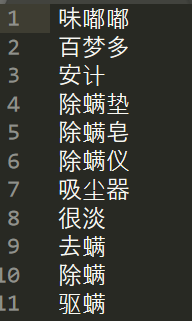 1 味嘟嘟
2 百梦多
3 安计
4 除螨垫
5 除螨皂
6 除螨仪
7 吸尘器
8 很淡
9 去螨
10 除螨
11 驱螨